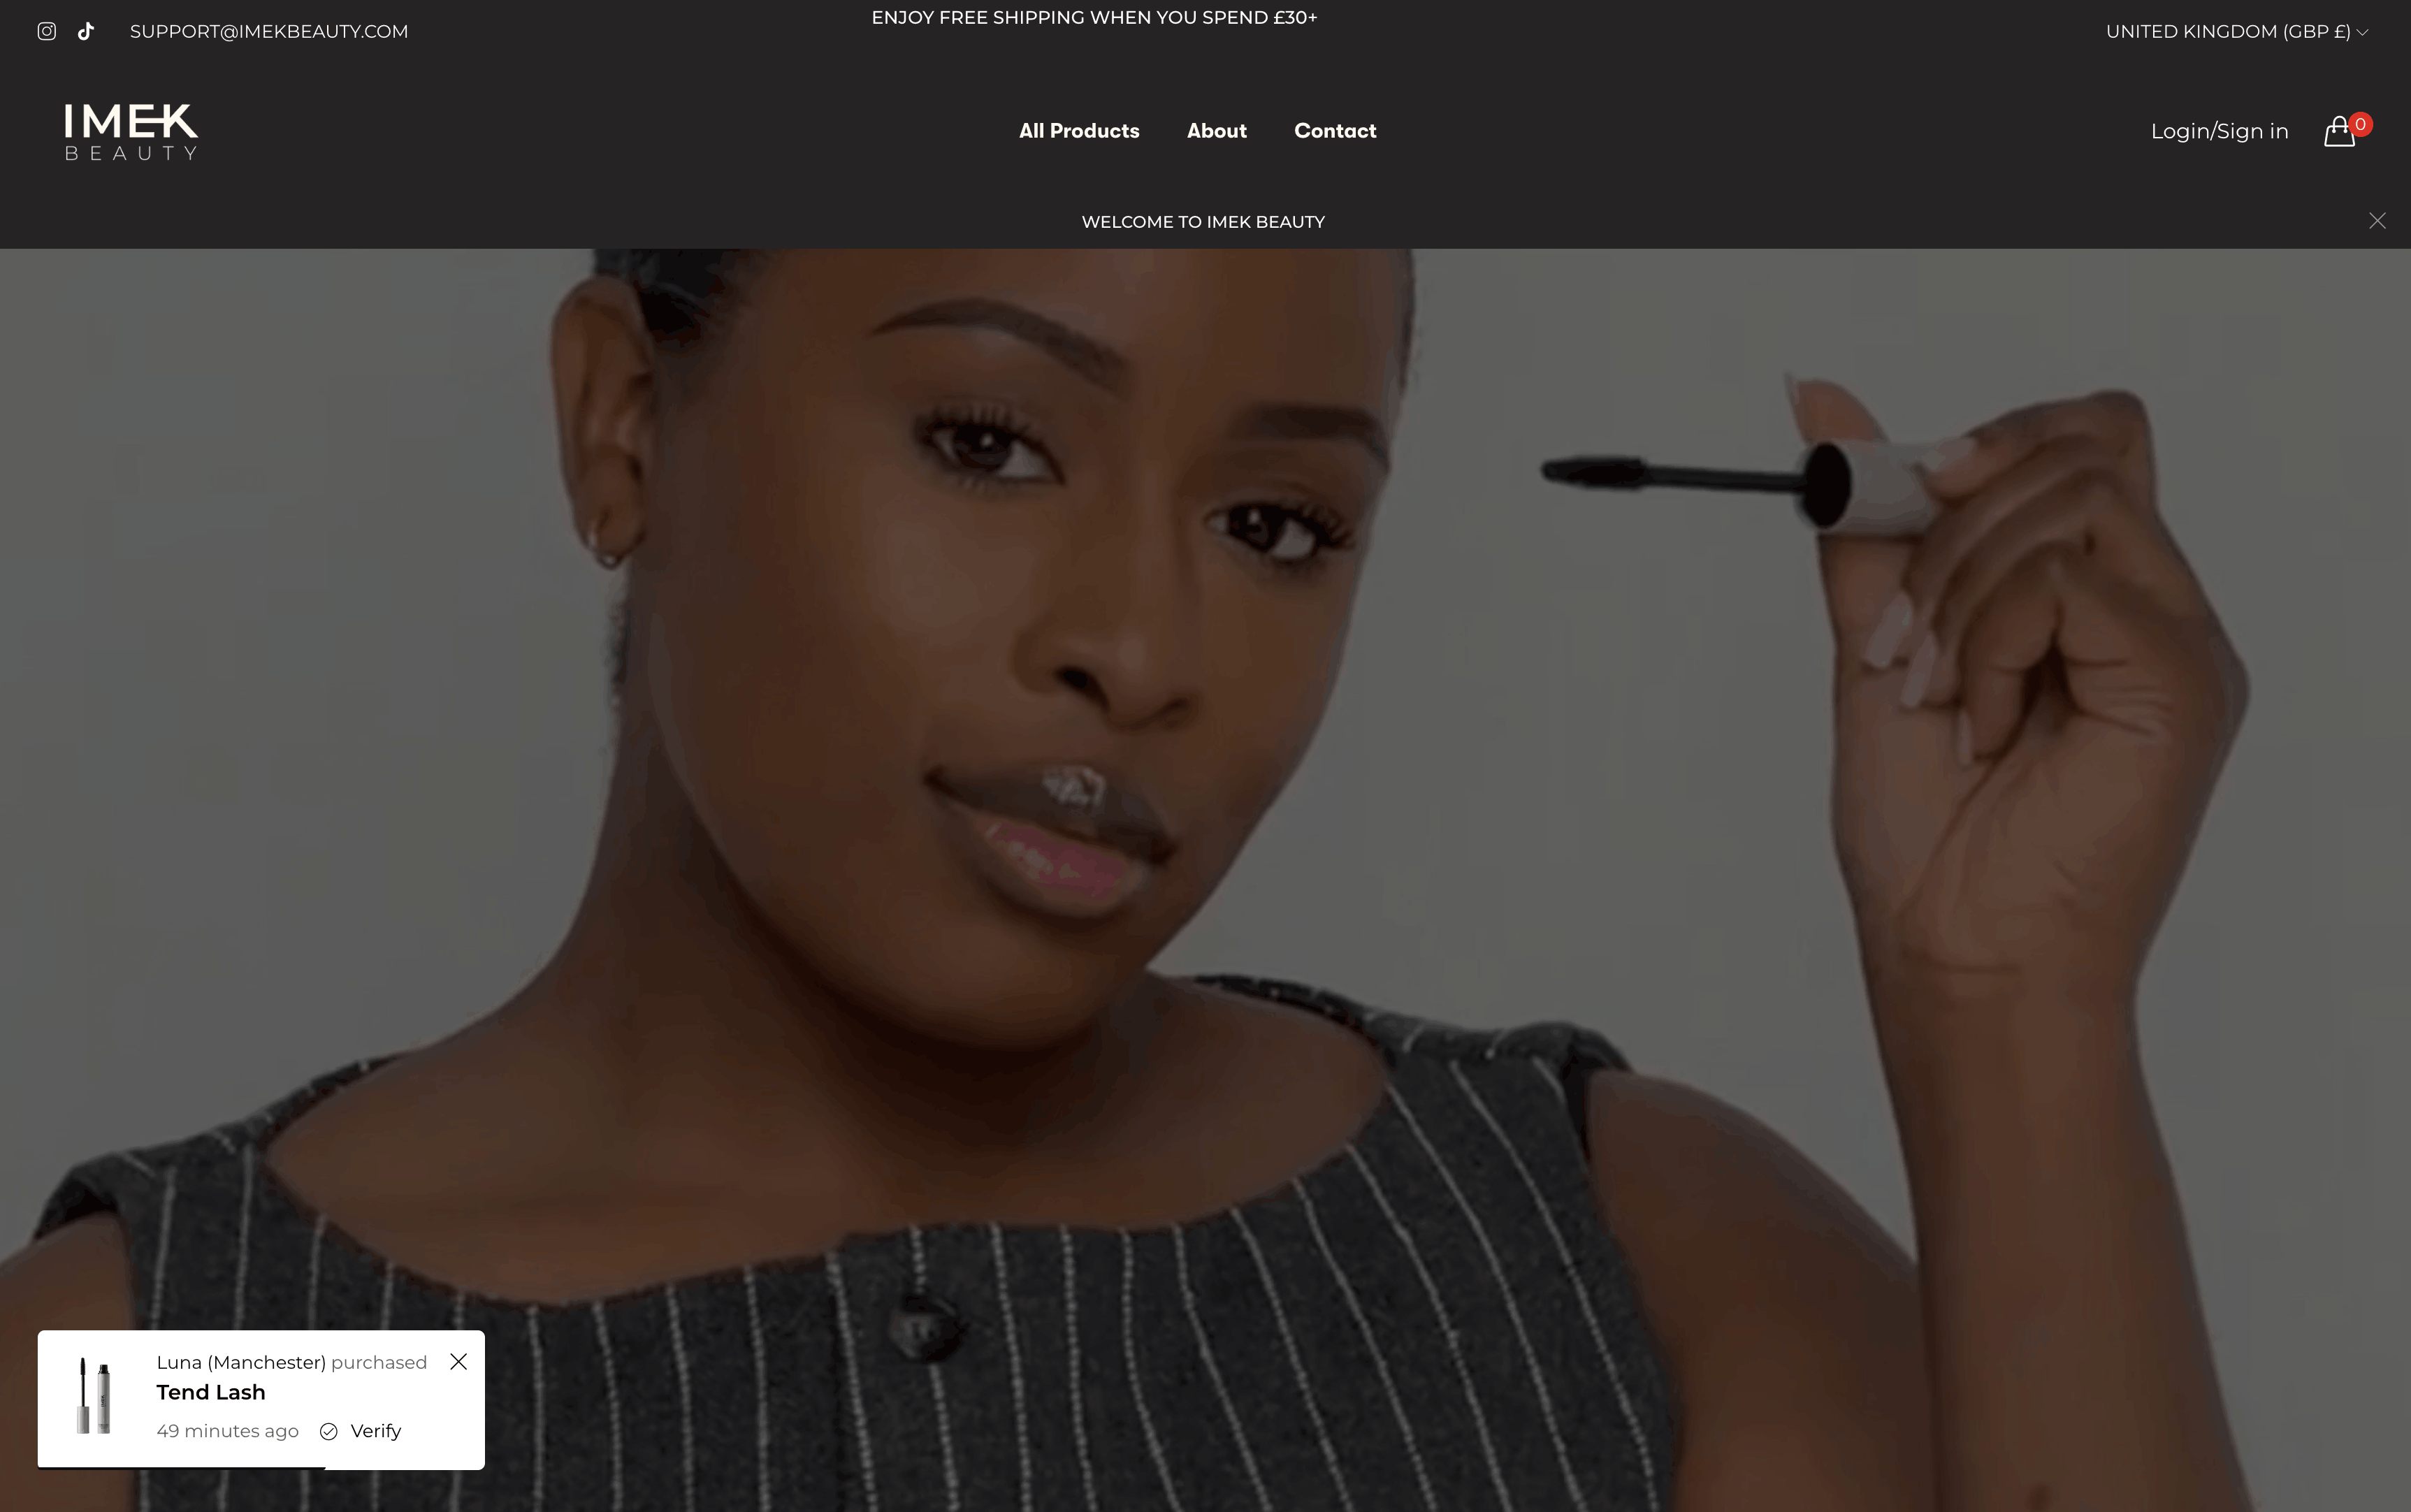 SUPPORT@IMEKBEAUTY.COM
ENJOY FREE SHIPPING WHEN YOU SPEND £30+
UNITED KINGDOM (GBP £)
IMEK
BEAUTY
All Products
About
Contact
Login/Sign in
0
WELCOME TO IMEK BEAUTY
Luna (Manchester) purchased
Tend Lash
49 minutes ago
Verify